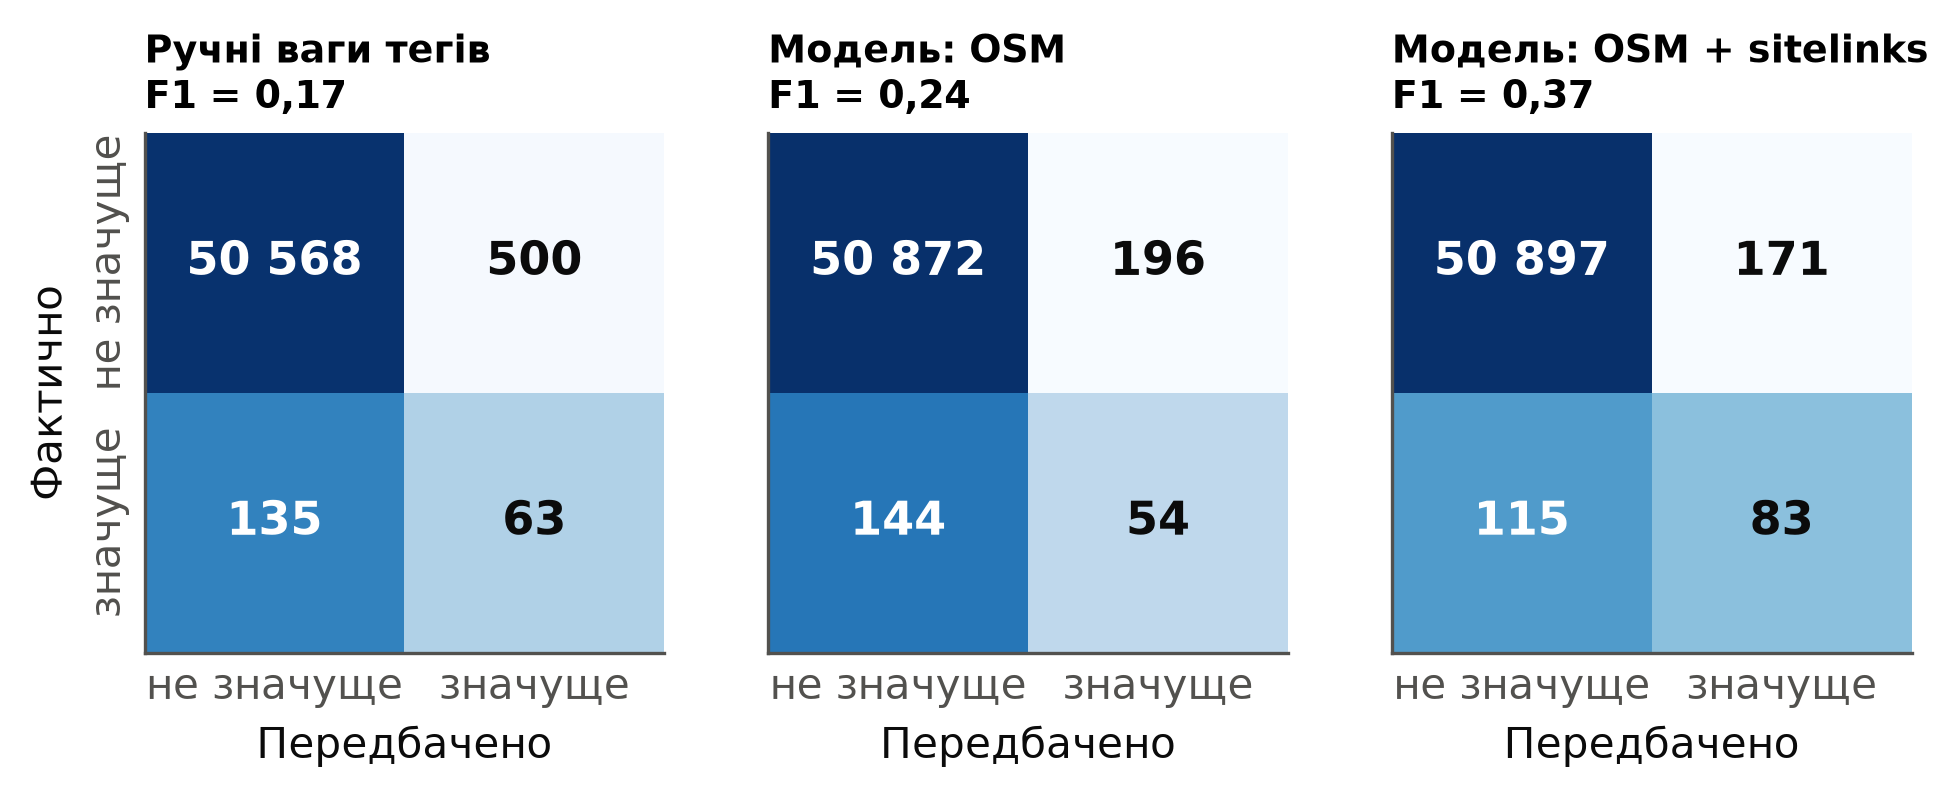 Ручні ваги тегів
F1 = 0,17
Модель: OSM
F1 = 0,24
Модель: OSM + sitelinks
F1 = 0,37
Фактично
не значуще
значуще
50 568
500
135
63
не значуще
значуще
Передбачено
50 872
196
144
54
не значуще
значуще
Передбачено
50 897
171
115
83
не значуще
значуще
Передбачено